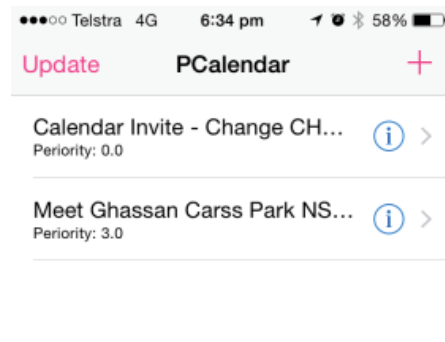 Telstra 4G 6:34 pm 58%
Update PCalendar +
Calendar Invite - Change CH...
Periority: 0.0
Meet Ghassan Carss Park NS...
Periority: 3.0